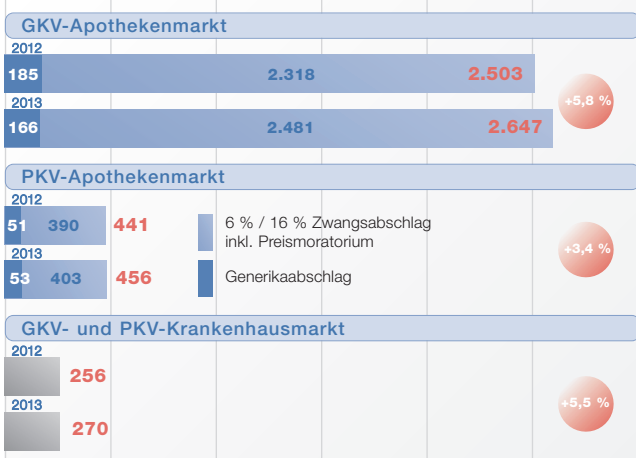 GKV-Apothekenmarkt
2012
185 2.318 2.503
2013
166 2.481 2.647
+5,8 %
PKV-Apothekenmarkt
2012
51 390 441
2013
53 403 456
6 % / 16 % Zwangsabschlag
inkl. Preismoratorium
Generikaabschlag
+3,4 %
GKV- und PKV-Krankenhausmarkt
2012
256
2013
270
+5,5 %